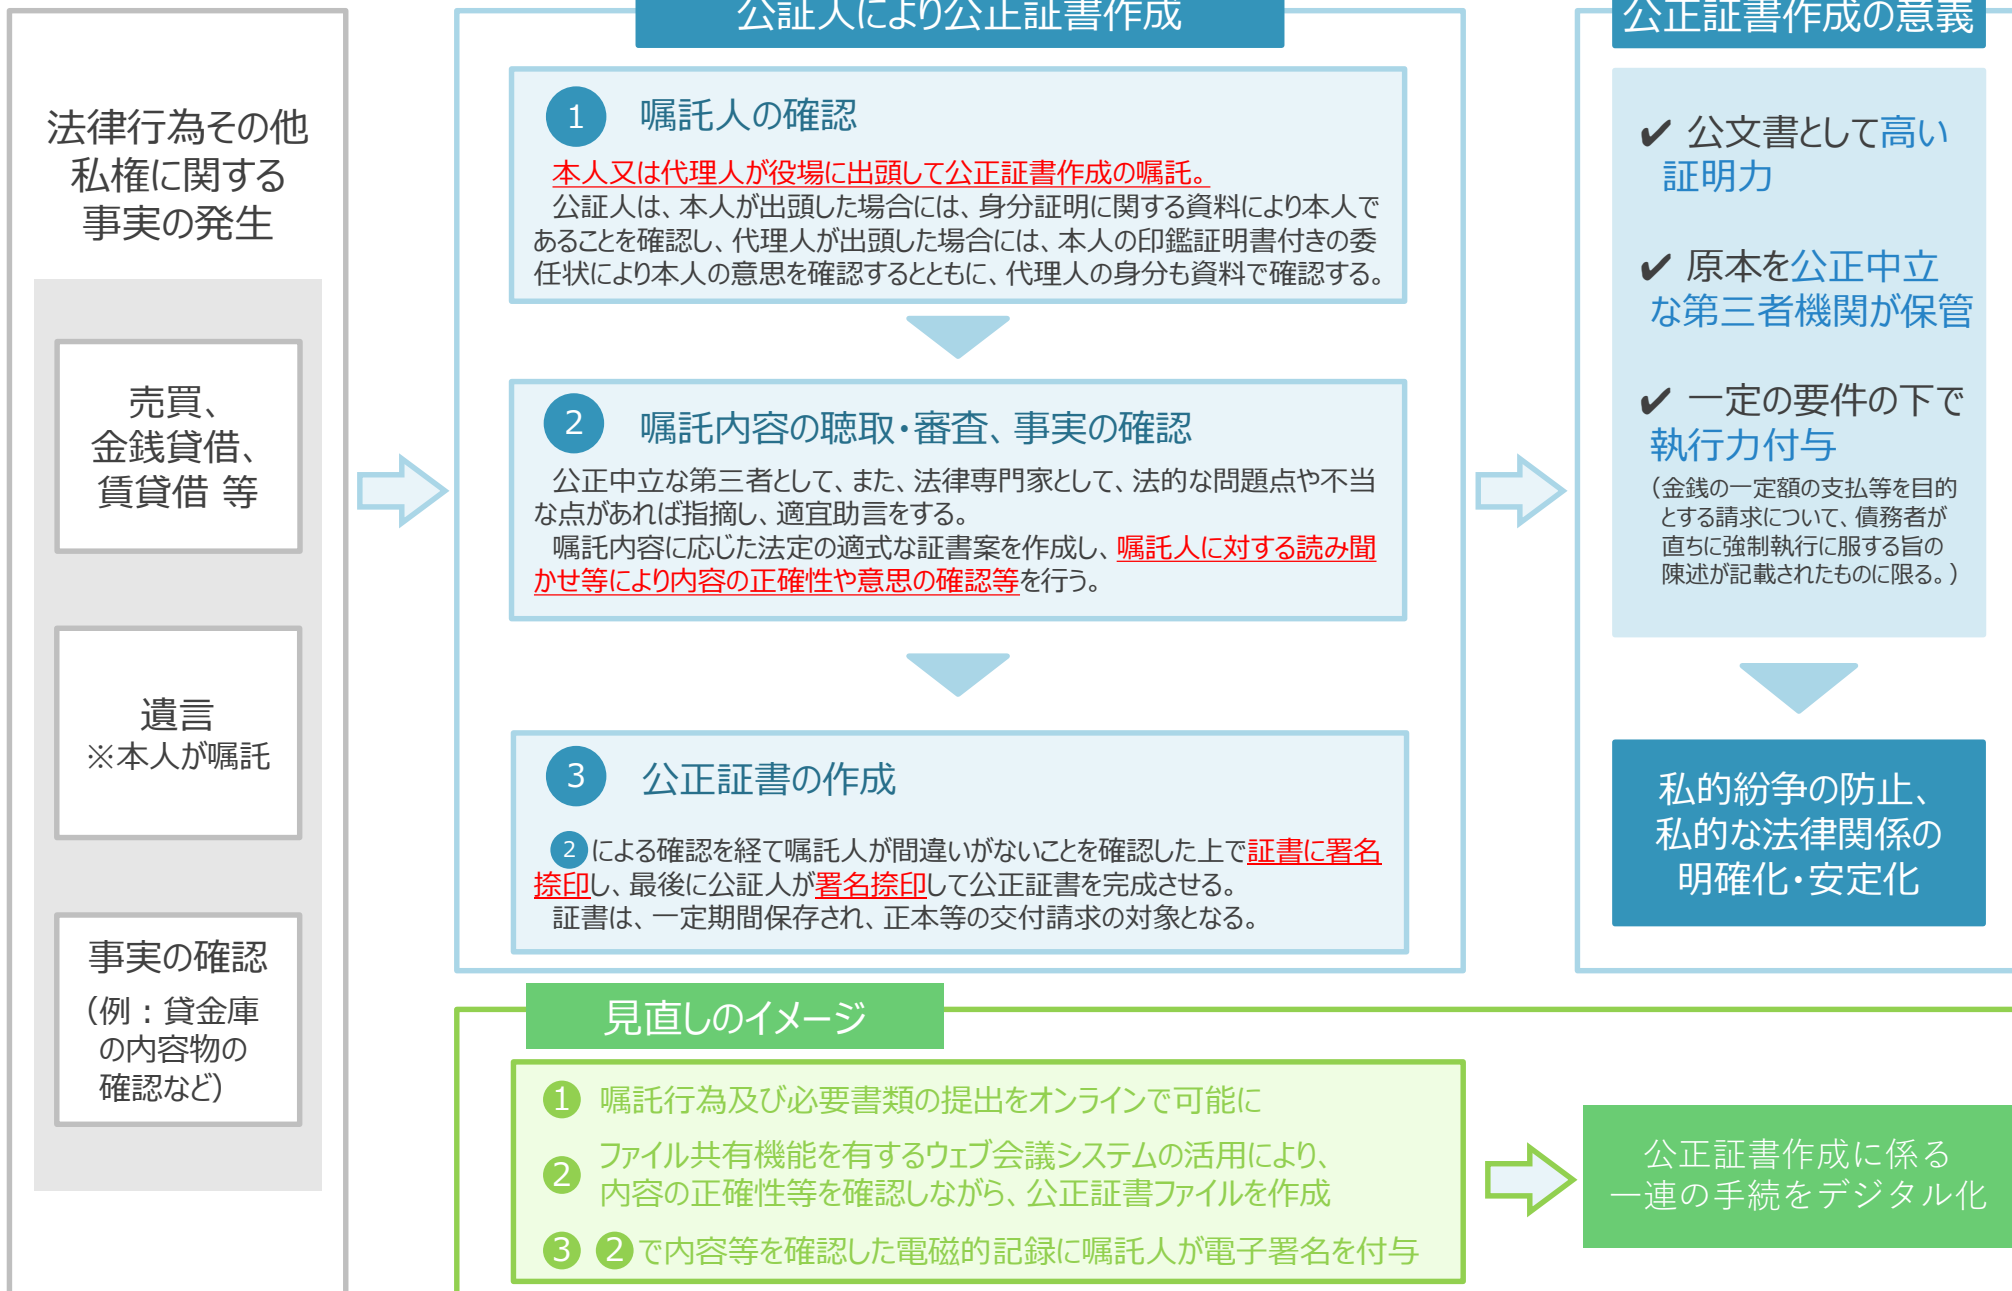 法律行為その他
私権に関する
事実の発生
売買、
金銭貸借、
賃貸借 等
遺言
※本人が嘱託
事実の確認
（例：貸金庫
の内容物の
確認など）
公証人により公正証書作成
1 嘱託人の確認
本人又は代理人が役場に出頭して公正証書作成の嘱託。
公証人は、本人が出頭した場合には、身分証明に関する資料により本人で
あることを確認し、代理人が出頭した場合には、本人の印鑑証明書付きの委
任状により本人の意思を確認するとともに、代理人の身分も資料で確認する。
2 嘱託内容の聴取・審査、事実の確認
公正中立な第三者として、また、法律専門家として、法的な問題点や不当
な点があれば指摘し、適宜助言をする。
嘱託内容に応じた法定の適式な証書案を作成し、嘱託人に対する読み聞
かせ等により内容の正確性や意思の確認等を行う。
3 公正証書の作成
2による確認を経て嘱託人が間違いがないことを確認した上で証書に署名
捺印し、最後に公証人が署名捺印して公正証書を完成させる。
証書は、一定期間保存され、正本等の交付請求の対象となる。
公正証書作成の意義
✔ 公文書として高い
証明力
✔ 原本を公正中立
な第三者機関が保管
✔ 一定の要件の下で
執行力付与
（金銭の一定額の支払等を目的
とする請求について、債務者が
直ちに強制執行に服する旨の
陳述が記載されたものに限る。）
私的紛争の防止、
私的な法律関係の
明確化・安定化
見直しのイメージ
❶ 嘱託行為及び必要書類の提出をオンラインで可能に
❷ ファイル共有機能を有するウェブ会議システムの活用により、
内容の正確性等を確認しながら、公正証書ファイルを作成
❸ ❷で内容等を確認した電磁的記録に嘱託人が電子署名を付与
公正証書作成に係る
一連の手続をデジタル化